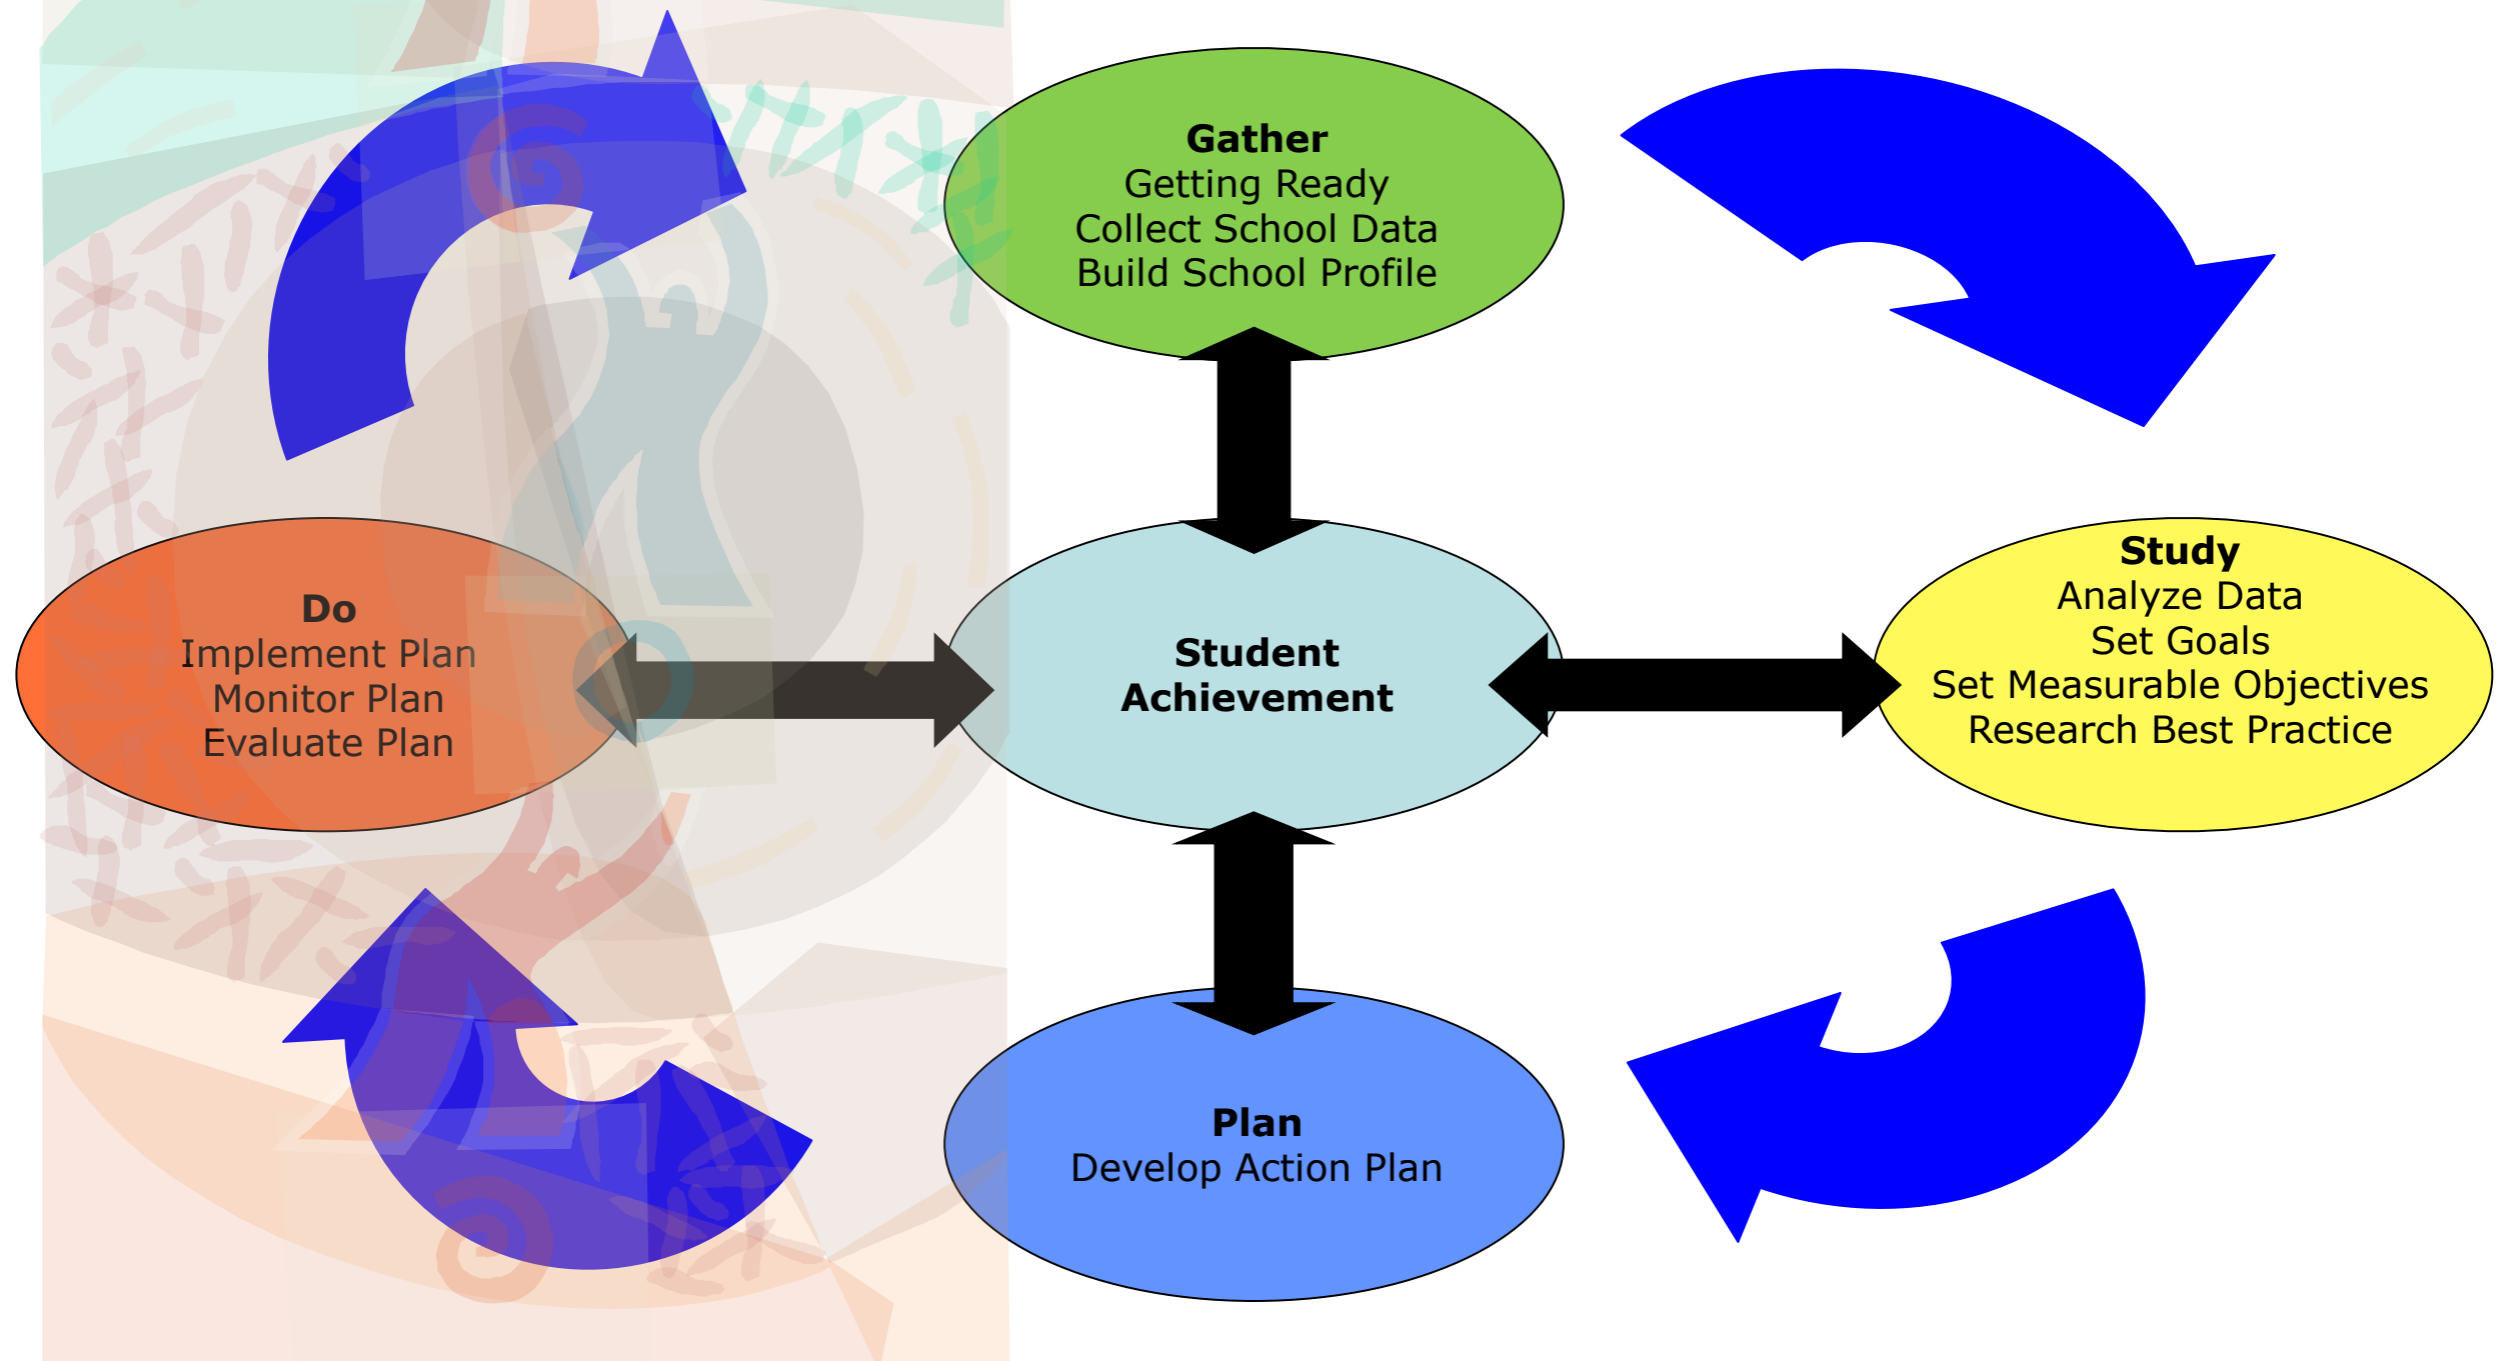 Gather
Getting Ready
Collect School Data
Build School Profile
Do
Implement Plan
Monitor Plan
Evaluate Plan
Student
Achievement
Study
Analyze Data
Set Goals
Set Measurable Objectives
Research Best Practice
Plan
Develop Action Plan